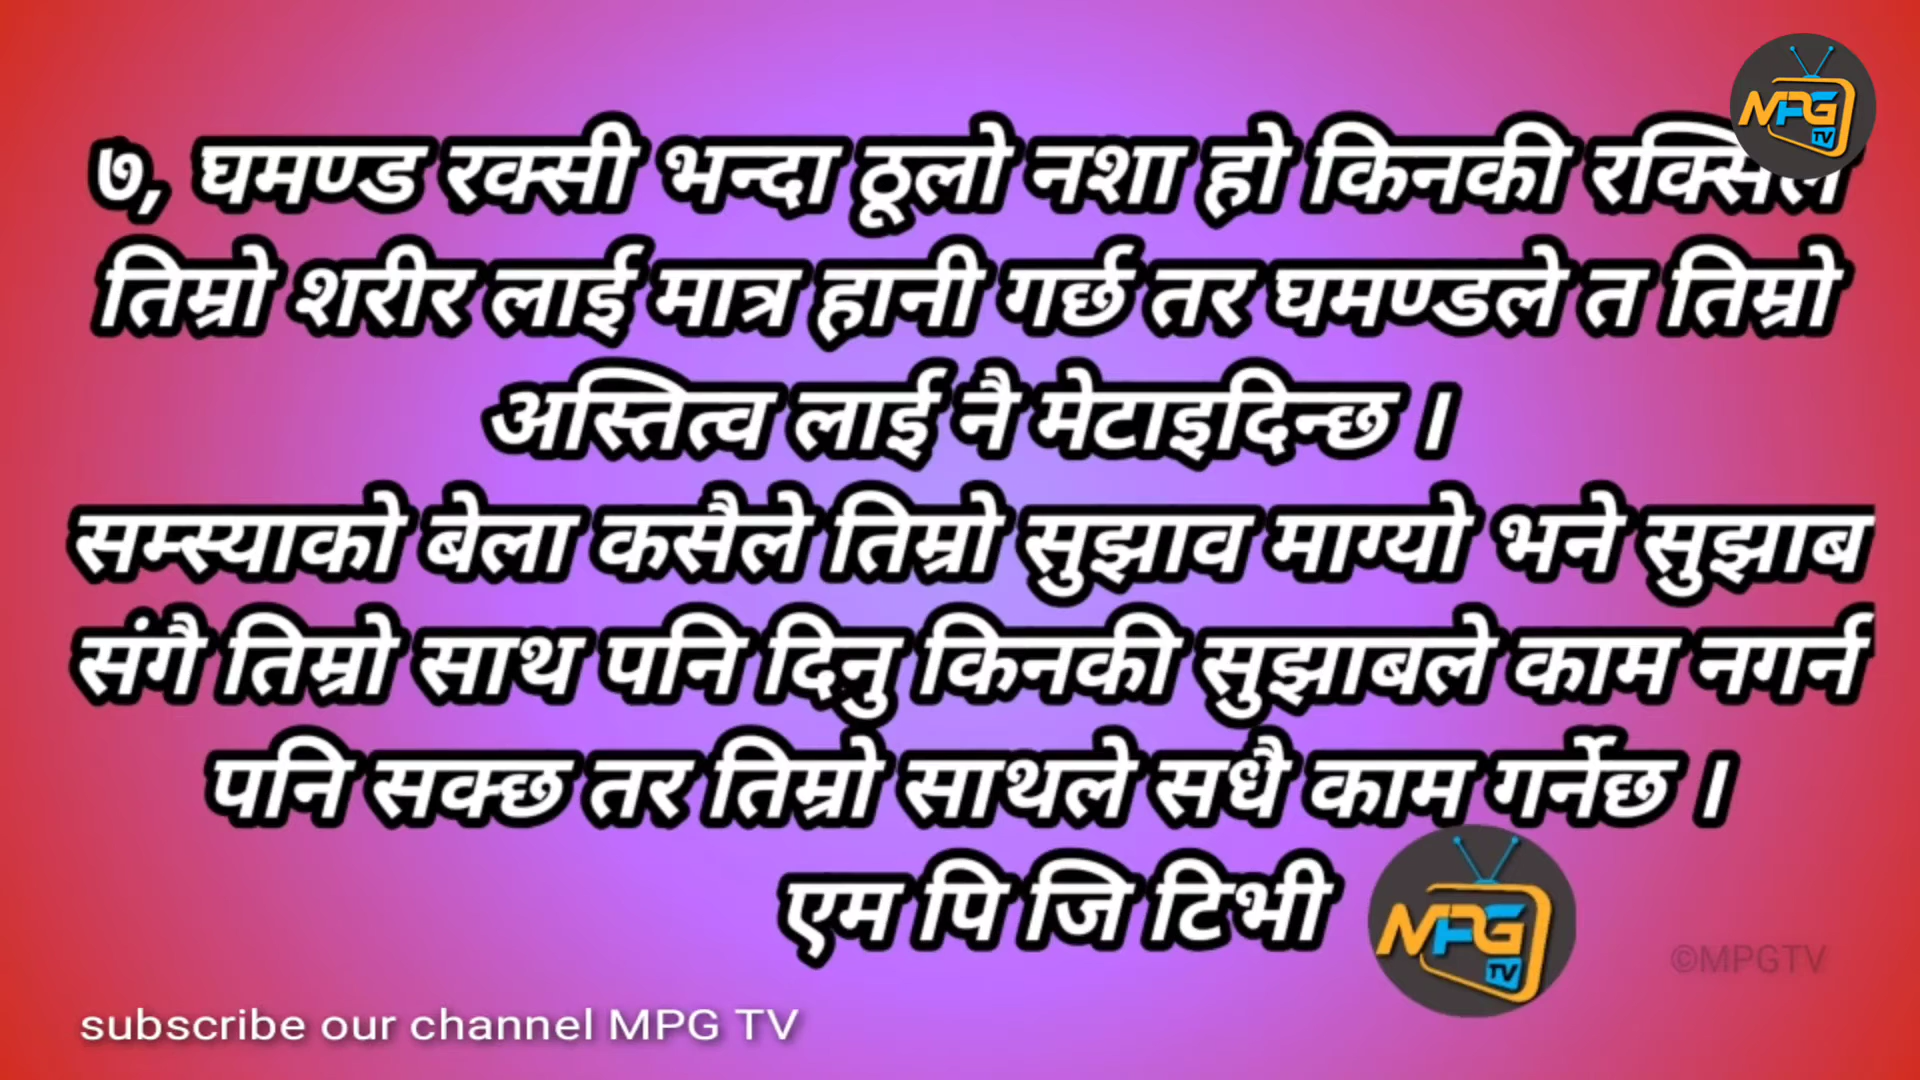 MPG TV
७, घमण्ड रक्सी भन्दा ठूलो नशा हो किनकी
तिम्रो शरीर लाई मात्र हानी गर्छ तर घमण्डले त तिम्रो
अस्तित्व लाई नै मेटाइदिन्छ ।
सम्स्याको बेला कसैले तिम्रो सुझाव माग्यो भने सुझाब
संगै तिम्रो साथ पनि दिनु किनकी सुझाबले काम नगर्न
पनि सक्छ तर तिम्रो साथले सधै काम गर्नेछ ।
एम पि जि टिभी
MPG TV
©MPGTV
subscribe our channel MPG TV